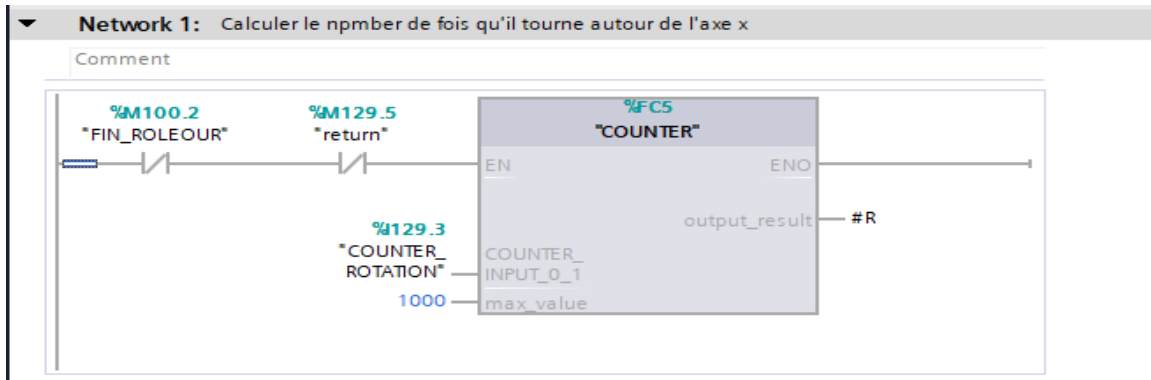 Network 1: Calculer le npmber de fois qu'il tourne autour de l'axe x
Comment
%M100.2
"FIN_ROLEOUR"
%M129.5
"return"
%FC5
"COUNTER"
EN
ENO
output_result
#R
%I129.3
"COUNTER_
ROTATION"
COUNTER_
INPUT_0_1
1000
max_value